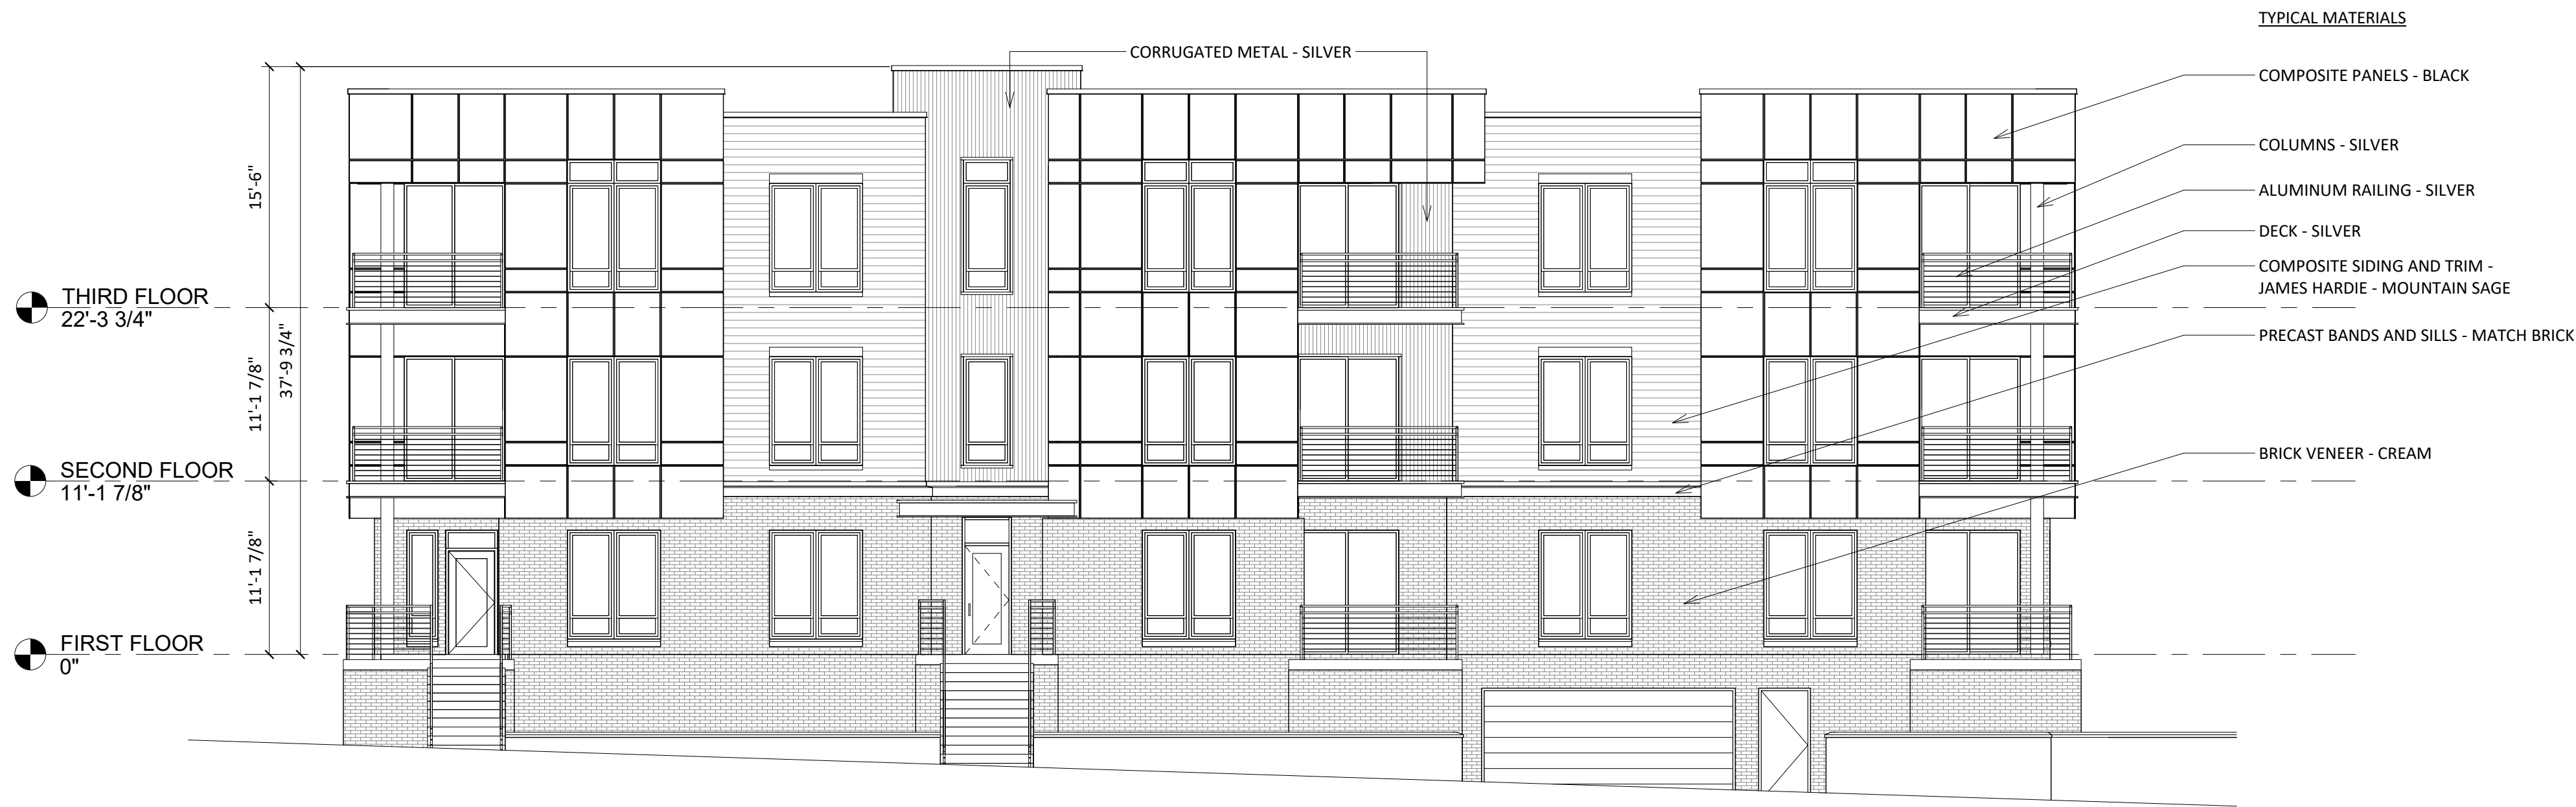 TYPICAL MATERIALS
CORRUGATED METAL - SILVER
COMPOSITE PANELS - BLACK
COLUMNS - SILVER
ALUMINUM RAILING - SILVER
DECK - SILVER
COMPOSITE SIDING AND TRIM -
JAMES HARDIE - MOUNTAIN SAGE
PRECAST BANDS AND SILLS - MATCH BRICK
BRICK VENEER - CREAM
15'-6"
37'-9 3/4"
11'-1 7/8"
11'-1 7/8"
THIRD FLOOR
22'-3 3/4"
SECOND FLOOR
11'-1 7/8"
FIRST FLOOR
0"